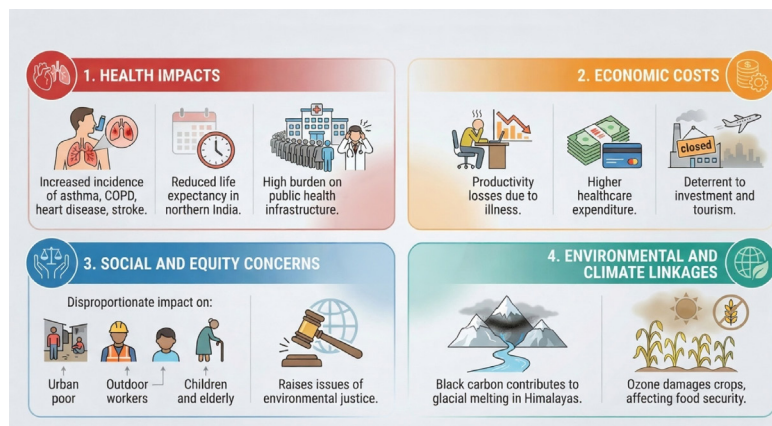 1. HEALTH IMPACTS
Increased incidence
of asthma, COPD,
heart disease, stroke.
Reduced life
expectancy in
northern India.
High burden on
public health
infrastructure.
2. ECONOMIC COSTS
Productivity
losses due to
illness.
Higher
healthcare
expenditure.
closed
Deterrent to
investment and
tourism.
3. SOCIAL AND EQUITY CONCERNS
Disproportionate impact on:
Urban
poor
Outdoor
workers
Children
and elderly
Raises issues of
environmental justice.
4. ENVIRONMENTAL AND
CLIMATE LINKAGES
Black carbon contributes to
glacial melting in Himalayas.
Ozone damages crops,
affecting food security.